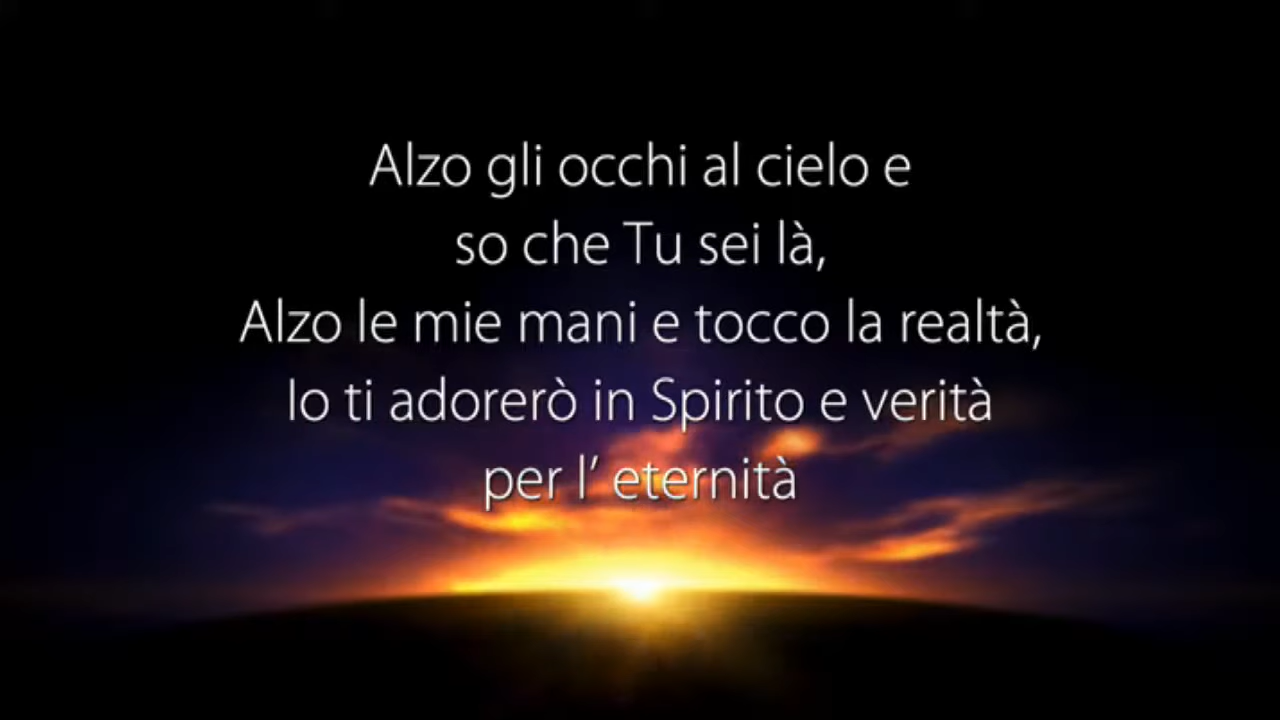 Alzo gli occhi al cielo e
so che Tu sei là,
Alzo le mie mani e tocco la realtà,
Io ti adorerò in Spirito e verità
per l’ eternità